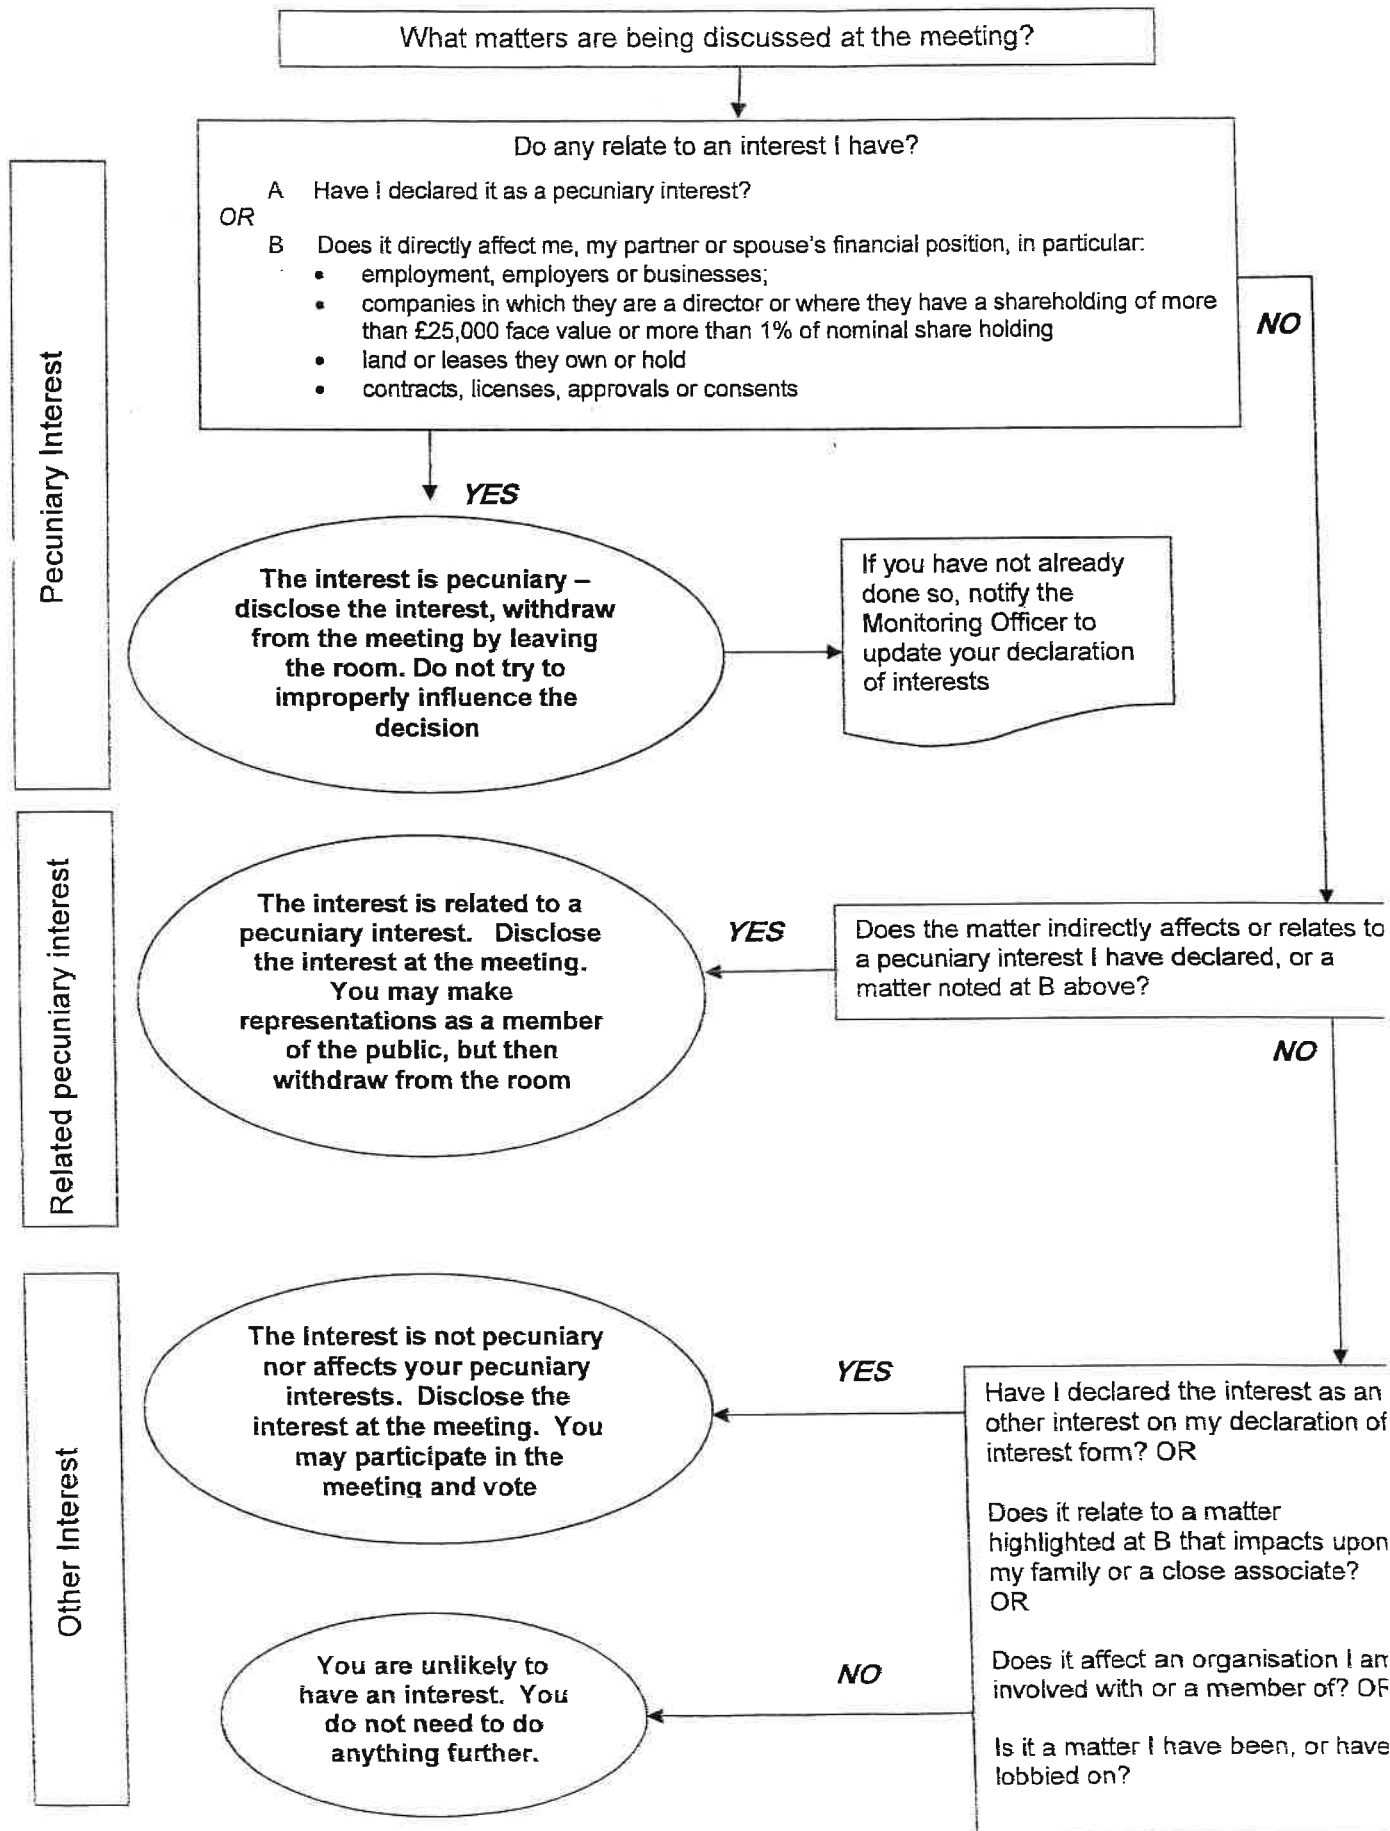 What matters are being discussed at the meeting?
Do any relate to an interest I have?
A Have I declared it as a pecuniary interest?
OR
B Does it directly affect me, my partner or spouse's financial position, in particular:
• employment, employers or businesses;
• companies in which they are a director or where they have a shareholding of more
than £25,000 face value or more than 1% of nominal share holding
• land or leases they own or hold
• contracts, licenses, approvals or consents
NO
Pecuniary Interest
YES
The interest is pecuniary –
disclose the interest, withdraw
from the meeting by leaving
the room. Do not try to
improperly influence the
decision
If you have not already
done so, notify the
Monitoring Officer to
update your declaration
of interests
Related pecuniary interest
The interest is related to a
pecuniary interest. Disclose
the interest at the meeting.
You may make
representations as a member
of the public, but then
withdraw from the room
YES
Does the matter indirectly affects or relates to
a pecuniary interest I have declared, or a
matter noted at B above?
NO
Other Interest
The Interest is not pecuniary
nor affects your pecuniary
interests. Disclose the
interest at the meeting. You
may participate in the
meeting and vote
YES
Have I declared the interest as an
other interest on my declaration of
interest form? OR
Does it relate to a matter
highlighted at B that impacts upon
my family or a close associate?
OR
Does it affect an organisation I am
involved with or a member of? OR
Is it a matter I have been, or have
lobbied on?
NO
You are unlikely to
have an interest. You
do not need to do
anything further.